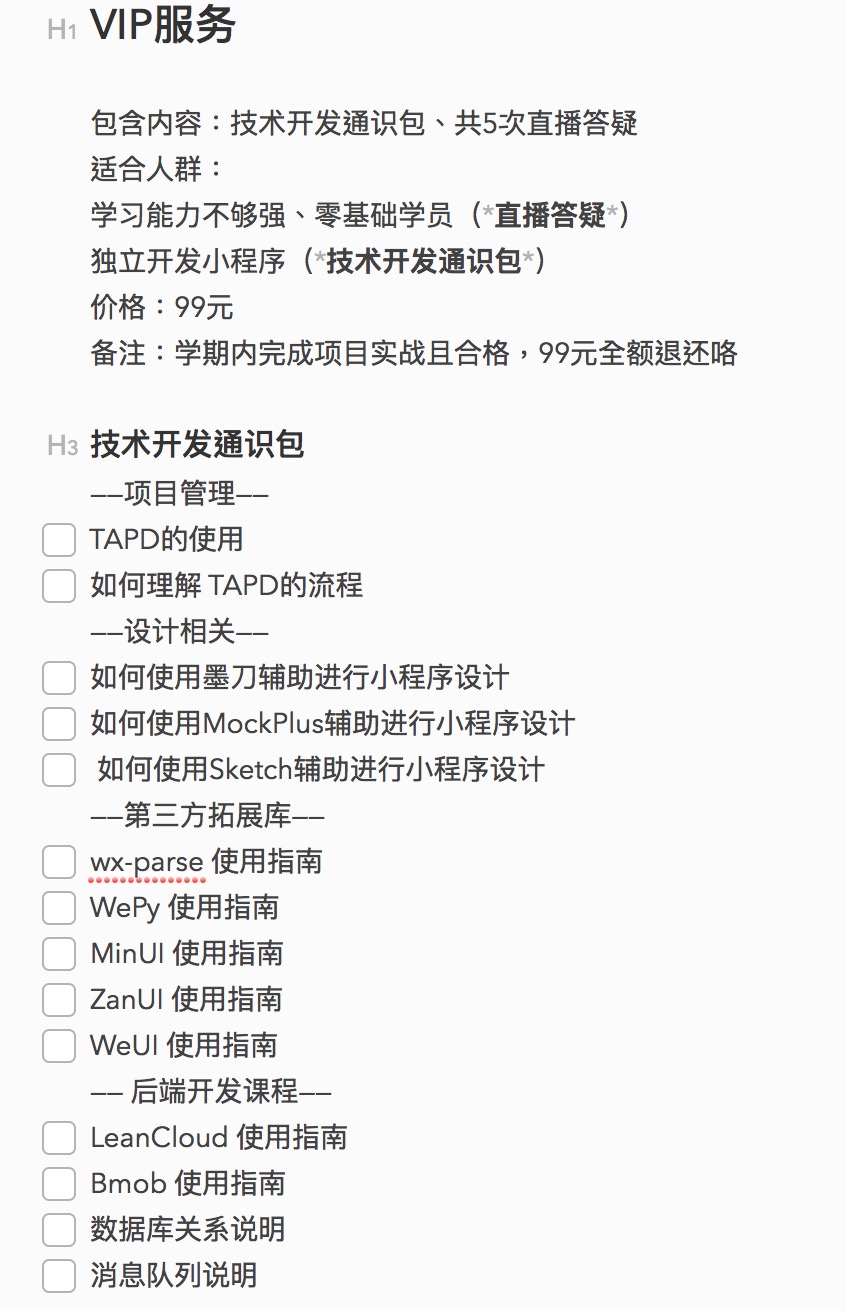 H1 VIP服务
包含内容：技术开发通识包、共5次直播答疑
适合人群：
学习能力不够强、零基础学员（*直播答疑*）
独立开发小程序（*技术开发通识包*）
价格：99元
备注：学期内完成项目实战且合格，99元全额退还咯
H3 技术开发通识包
——项目管理——
TAPD的使用
如何理解 TAPD的流程
——设计相关——
如何使用墨刀辅助进行小程序设计
如何使用MockPlus辅助进行小程序设计
如何使用Sketch辅助进行小程序设计
——第三方拓展库——
wx-parse 使用指南
WePy 使用指南
MinUI 使用指南
ZanUI 使用指南
WeUI 使用指南
—— 后端开发课程——
LeanCloud 使用指南
Bmob 使用指南
数据库关系说明
消息队列说明